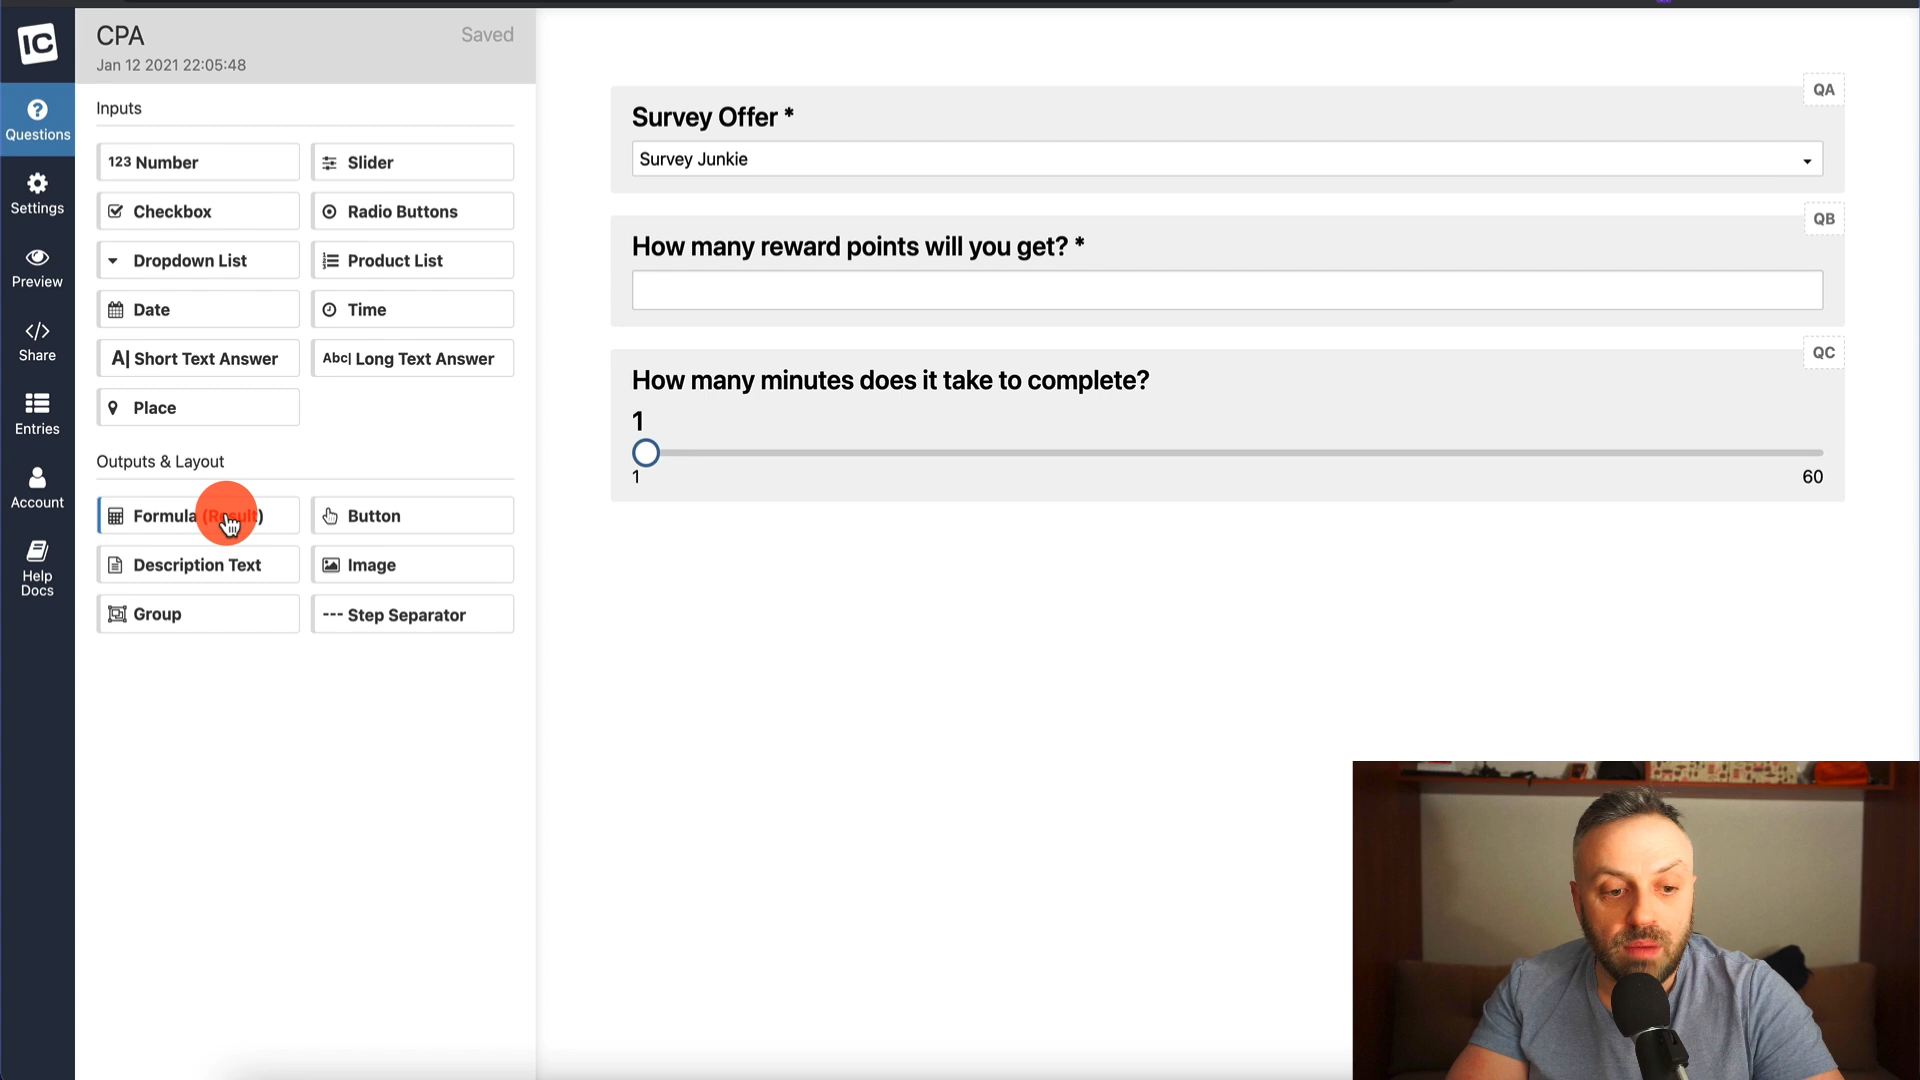 IC
CPA
Saved
Jan 12 2021 22:05:48
Questions
Settings
Preview
Share
Entries
Account
Help
Docs
Inputs
123 Number
Slider
Checkbox
Radio Buttons
Dropdown List
Product List
Date
Time
A| Short Text Answer
Abc| Long Text Answer
Place
Outputs & Layout
Formula (Result)
Button
Description Text
Image
Group
--- Step Separator
QA
Survey Offer *
Survey Junkie
QB
How many reward points will you get? *
QC
How many minutes does it take to complete?
1
1
60